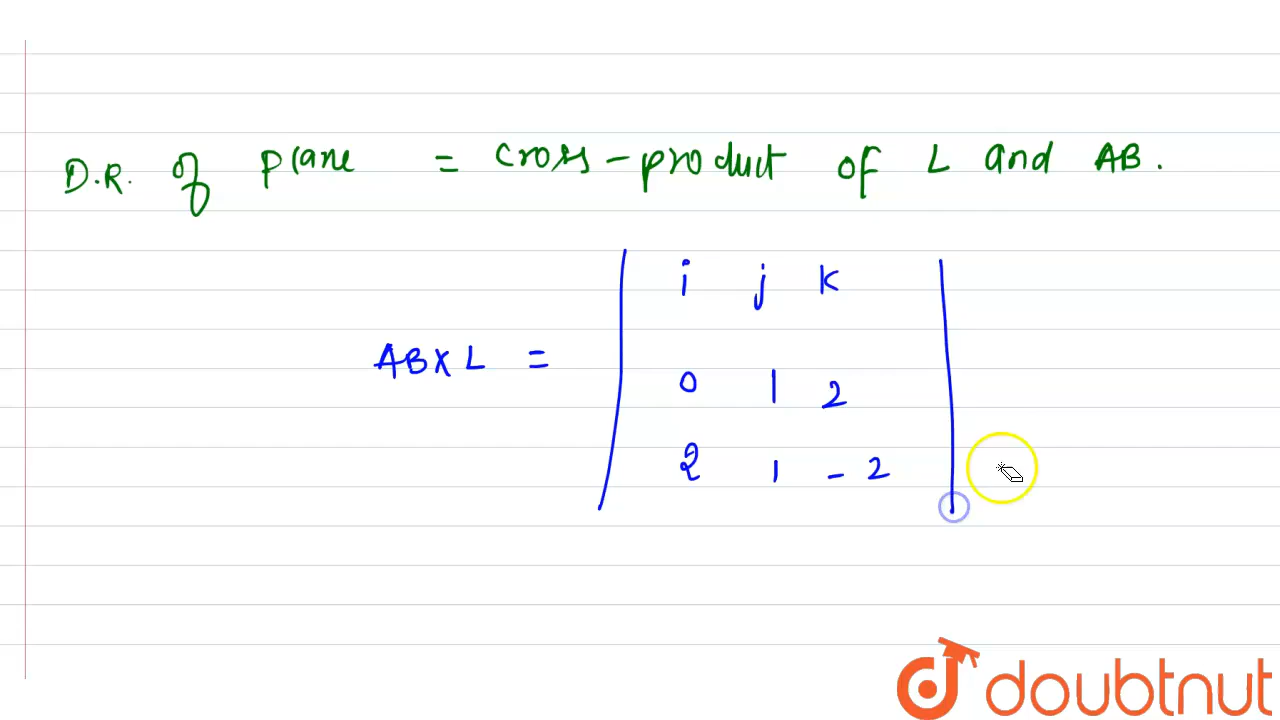 D.R. of plane = cross-product of L and AB.
i j k
AB x L =
0 1 2
2 1 -2
doubtnut